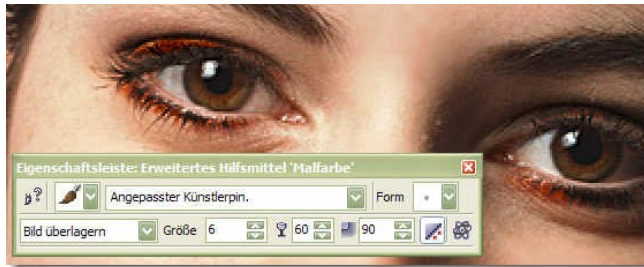 Eigenschaftsleiste: Erweitertes Hilfsmittel 'Malfarbe'
Angepasster Künstlerpin. Form
Bild überlagern Größe 6 60 90